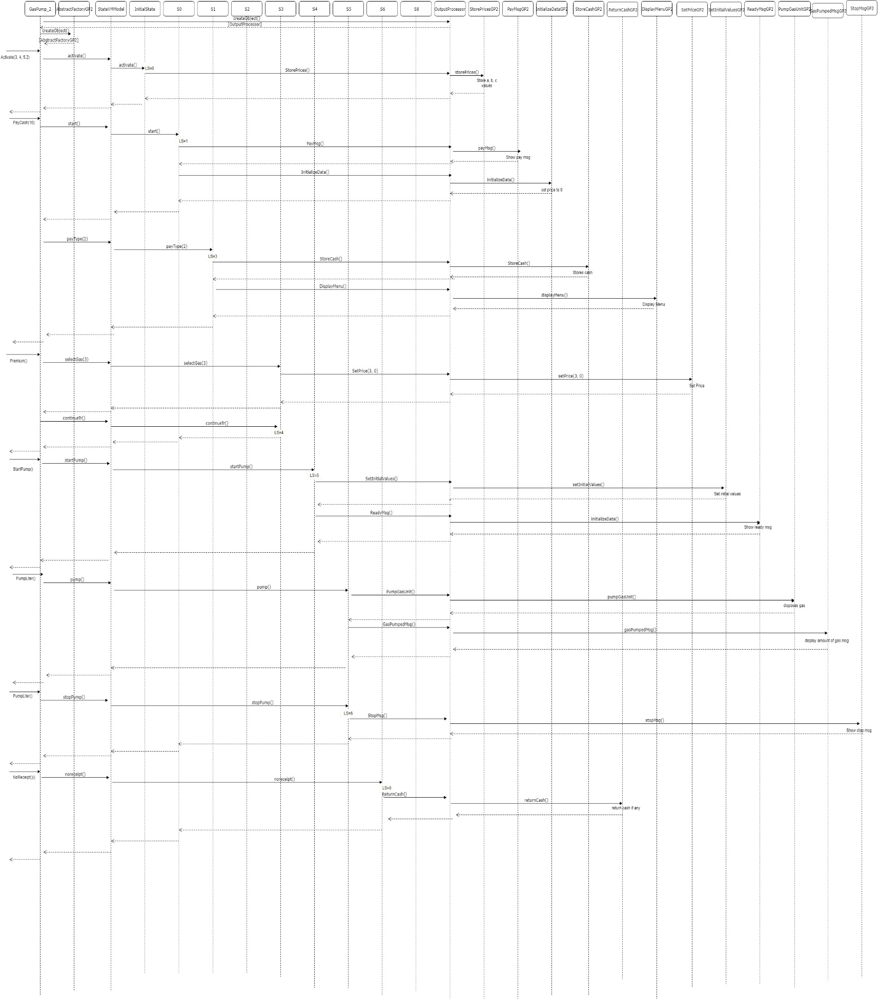 GasPump_2
AbstractFactoryGP2
StateVMModel
InitialState
S0
S1
S2
S3
S4
S5
S6
S8
OutputProcessor
StorePricesGP2
PayMsgGP2
InitializeDataGP2
StoreCashGP2
ReturnCashGP2
DisplayMenuGP2
SetPriceGP2
SetInitialValuesGP2
ReadyMsgGP2
PumpGasUnitGP2
GasPumpedMsgGP2
StopMsgGP2
createObject()
[OutputProcessor]
createObject()
[AbstractFactoryGP2]
Activate(3, 4, 5.2)
activate()
activate()
LS=0
StorePrices()
storePrices()
Store a, b, c
values
PayCash(10)
start()
start()
LS=1
PayMsg()
payMsg()
Show pay msg
InitializeData()
initializeData()
set price to 0
payType(2)
payType(2)
LS=3
StoreCash()
StoreCash()
Stores cash
DisplayMenu()
displayMenu()
Display Menu
Premium()
selectGas(3)
selectGas(3)
SetPrice(3, 0)
setPrice(3, 0)
Set Price
continueTr()
continueTr()
LS=4
StartPump()
startPump()
startPump()
LS=5
SetInitialValues()
setInitialValues()
Set initial values
ReadyMsg()
initializeData()
Show ready msg
PumpLiter()
pump()
pump()
PumpGasUnit()
pumpGasUnit()
disposes gas
GasPumpedMsg()
gasPumpedMsg()
display amount of gas msg
PumpLiter()
stopPump()
stopPump()
LS=6
StopMsg()
stopMsg()
Show stop msg
NoReceipt()()
noreceipt()
noreceipt()
LS=0
ReturnCash()
returnCash()
return cash if any